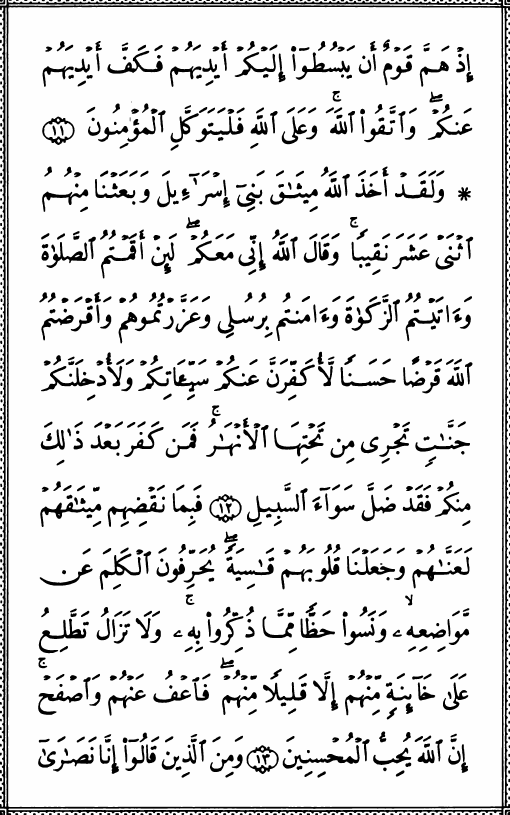 إِذْ هَمَّ قَوْمٌ أَن يَبْسُطُوٓا۟ إِلَيْكُمْ أَيْدِيَهُمْ فَكَفَّ أَيْدِيَهُمْ
عَنكُمْ ۖ وَٱتَّقُوا۟ ٱللَّهَ ۚ وَعَلَى ٱللَّهِ فَلْيَتَوَكَّلِ ٱلْمُؤْمِنُونَ ١١
* وَلَقَدْ أَخَذَ ٱللَّهُ مِيثَٰقَ بَنِىٓ إِسْرَٰٓءِيلَ وَبَعَثْنَا مِنْهُمُ
ٱثْنَىْ عَشَرَ نَقِيبًا ۖ وَقَالَ ٱللَّهُ إِنِّى مَعَكُمْ ۖ لَئِنْ أَقَمْتُمُ ٱلصَّلَوٰةَ
وَءَاتَيْتُمُ ٱلزَّكَوٰةَ وَءَامَنتُم بِرُسُلِى وَعَزَّرْتُمُوهُمْ وَأَقْرَضْتُمُ
ٱللَّهَ قَرْضًا حَسَنًا لَّأُكَفِّرَنَّ عَنكُمْ سَيِّـَٔاتِكُمْ وَلَأُدْخِلَنَّكُمْ
جَنَّٰتٍ تَجْرِى مِن تَحْتِهَا ٱلْأَنْهَٰرُ ۚ فَمَن كَفَرَ بَعْدَ ذَٰلِكَ
مِنكُمْ فَقَدْ ضَلَّ سَوَآءَ ٱلسَّبِيلِ ١٢ فَبِمَا نَقْضِهِم مِّيثَٰقَهُمْ
لَعَنَّٰهُمْ وَجَعَلْنَا قُلُوبَهُمْ قَٰسِيَةً ۖ يُحَرِّفُونَ ٱلْكَلِمَ عَن
مَّوَاضِعِهِۦ ۙ وَنَسُوا۟ حَظًّا مِّمَّا ذُكِّرُوا۟ بِهِۦ ۚ وَلَا تَزَالُ تَطَّلِعُ
عَلَىٰ خَآئِنَةٍ مِّنْهُمْ إِلَّا قَلِيلًا مِّنْهُمْ ۖ فَٱعْفُ عَنْهُمْ وَٱصْفَحْ ۚ
إِنَّ ٱللَّهَ يُحِبُّ ٱلْمُحْسِنِينَ ١٣ وَمِنَ ٱلَّذِينَ قَالُوٓا۟ إِنَّا نَصَٰرَىٰٓ